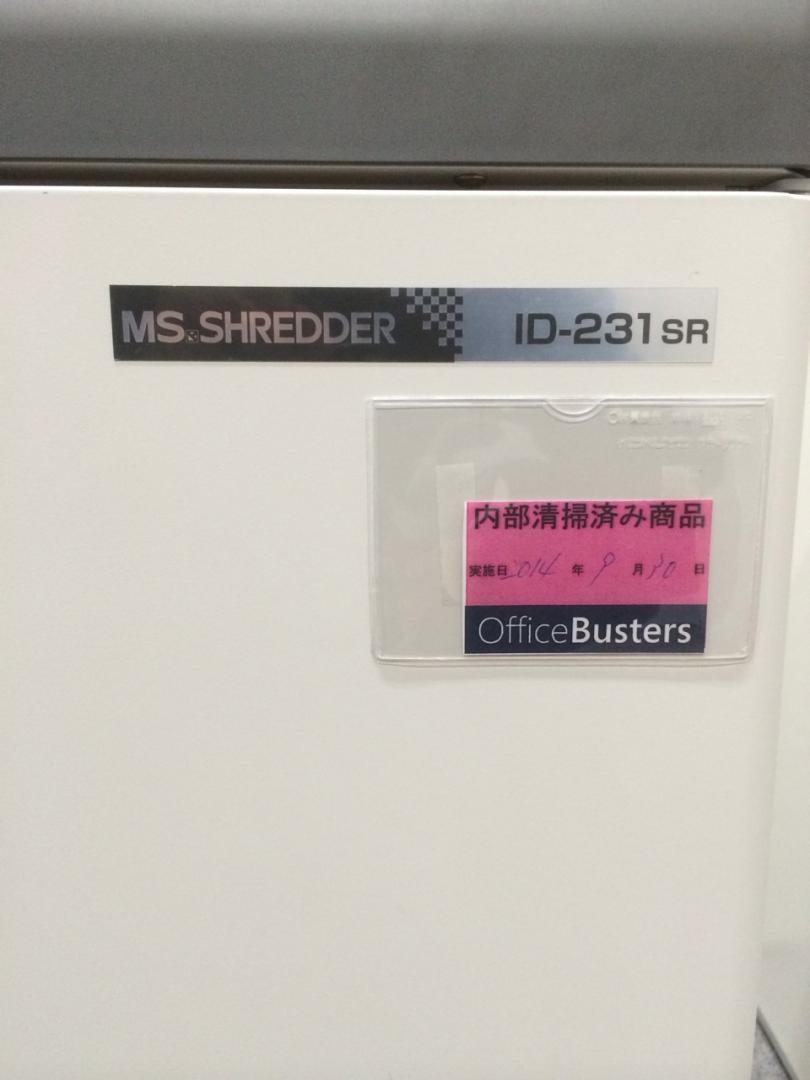 MS SHREDDER ID-231SR
内部清掃済み商品
実施日 2014 年 9 月 30 日
OfficeBusters